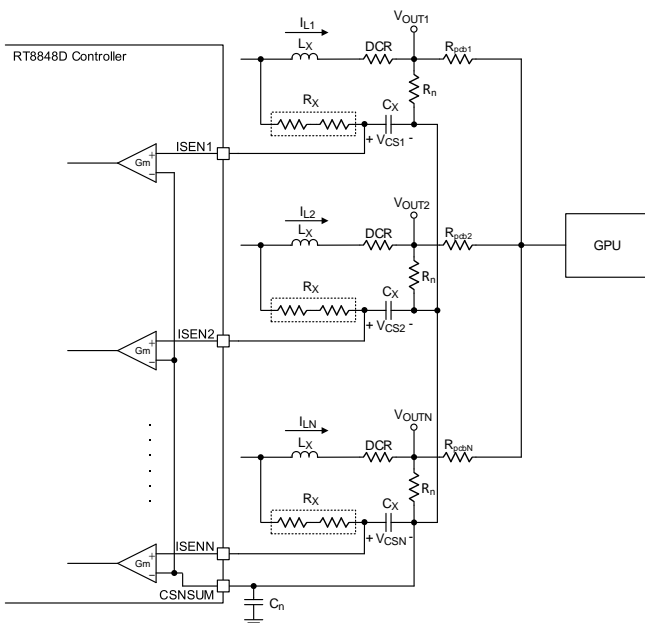 RT8848D Controller
IL1
LX
DCR
VOUT1
Rpcb1
Rn
RX
CX
+ VCS1 -
ISEN1
Gm
+
-
IL2
LX
DCR
VOUT2
Rpcb2
GPU
Rn
RX
CX
+ VCS2 -
ISEN2
Gm
+
-
ILN
LX
DCR
VOUTN
RpcbN
Rn
RX
CX
+ VCSN -
ISENN
Gm
+
-
CSNSUM
Cn